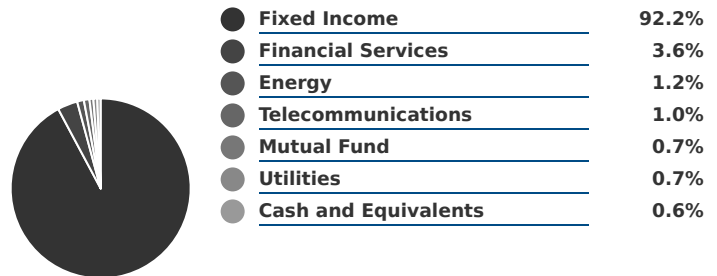 Fixed Income 92.2%
Financial Services 3.6%
Energy 1.2%
Telecommunications 1.0%
Mutual Fund 0.7%
Utilities 0.7%
Cash and Equivalents 0.6%